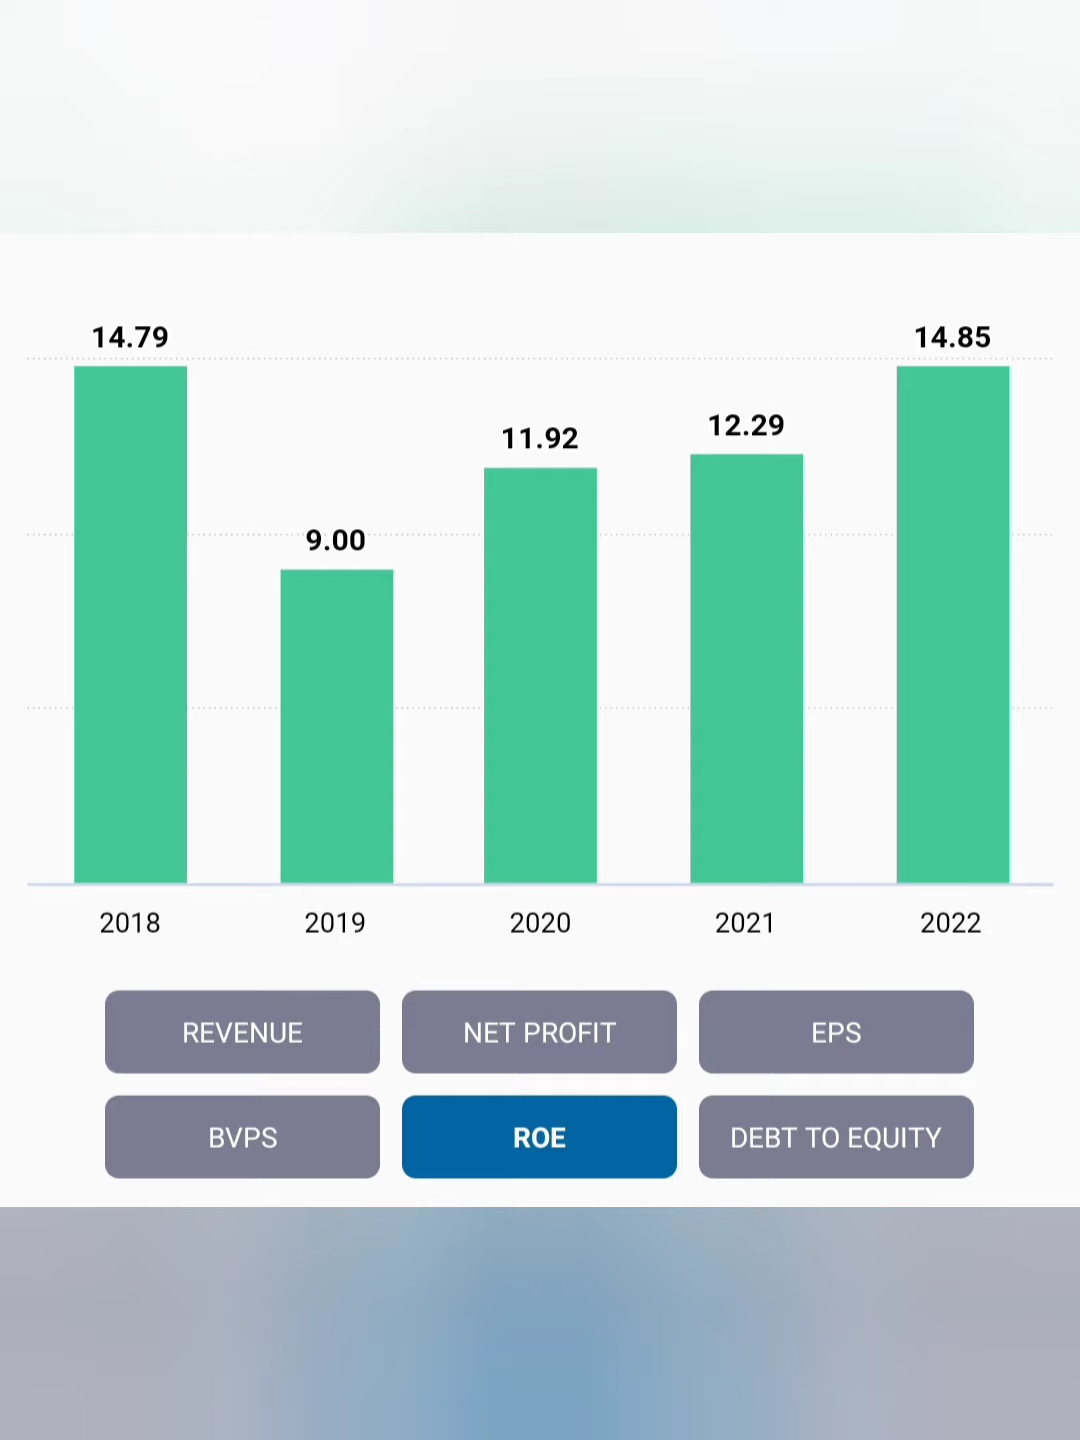 14.79
14.85
12.29
11.92
9.00
2018 2019 2020 2021 2022
REVENUE NET PROFIT EPS
BVPS ROE DEBT TO EQUITY